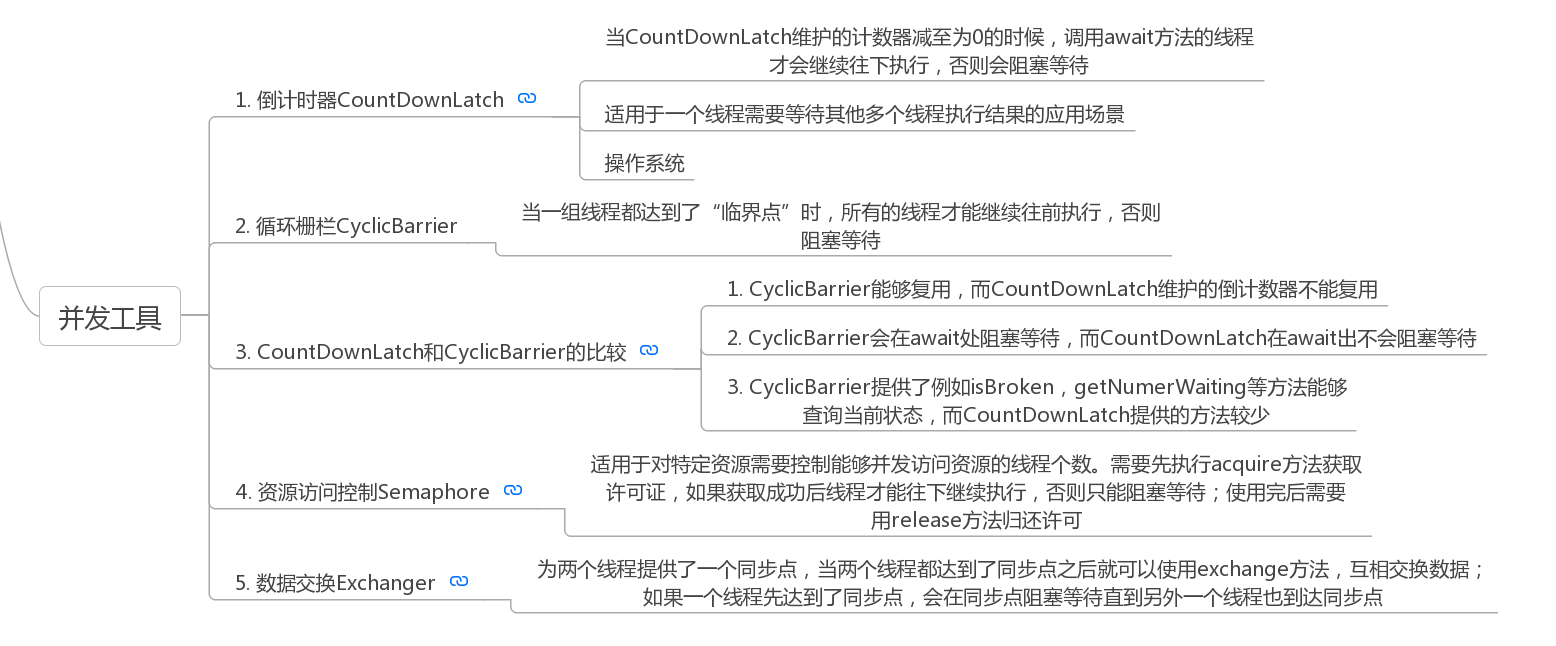 并发工具
1. 倒计时器CountDownLatch
当CountDownLatch维护的计数器减至为0的时候，调用await方法的线程
才会继续往下执行，否则会阻塞等待
适用于一个线程需要等待其他多个线程执行结果的应用场景
操作系统
2. 循环栅栏CyclicBarrier
当一组线程都达到了“临界点”时，所有的线程才能继续往前执行，否则
阻塞等待
3. CountDownLatch和CyclicBarrier的比较
1. CyclicBarrier能够复用，而CountDownLatch维护的倒计数器不能复用
2. CyclicBarrier会在await处阻塞等待，而CountDownLatch在await出不会阻塞等待
3. CyclicBarrier提供了例如isBroken，getNumerWaiting等方法能够
查询当前状态，而CountDownLatch提供的方法较少
4. 资源访问控制Semaphore
适用于对特定资源需要控制能够并发访问资源的线程个数。需要先执行acquire方法获取
许可证，如果获取成功后线程才能往下继续执行，否则只能阻塞等待；使用完后需要
用release方法归还许可
5. 数据交换Exchanger
为两个线程提供了一个同步点，当两个线程都达到了同步点之后就可以使用exchange方法，互相交换数据；
如果一个线程先达到了同步点，会在同步点阻塞等待直到另外一个线程也到达同步点